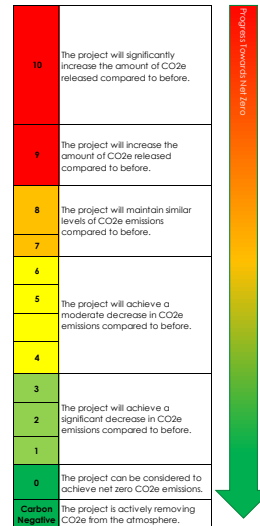 10
The project will significantly
increase the amount of CO2e
released compared to before.
9
The project will increase the
amount of CO2e released
compared to before.
8
7
The project will maintain similar
levels of CO2e emissions
compared to before.
6
5
4
The project will achieve a
moderate decrease in CO2e
emissions compared to before.
3
2
1
The project will achieve a
significant decrease in CO2e
emissions compared to before.
0
The project can be considered to
achieve net zero CO2e emissions.
Carbon
Negative
The project is actively removing
CO2e from the atmosphere.
Progress Towards Net Zero